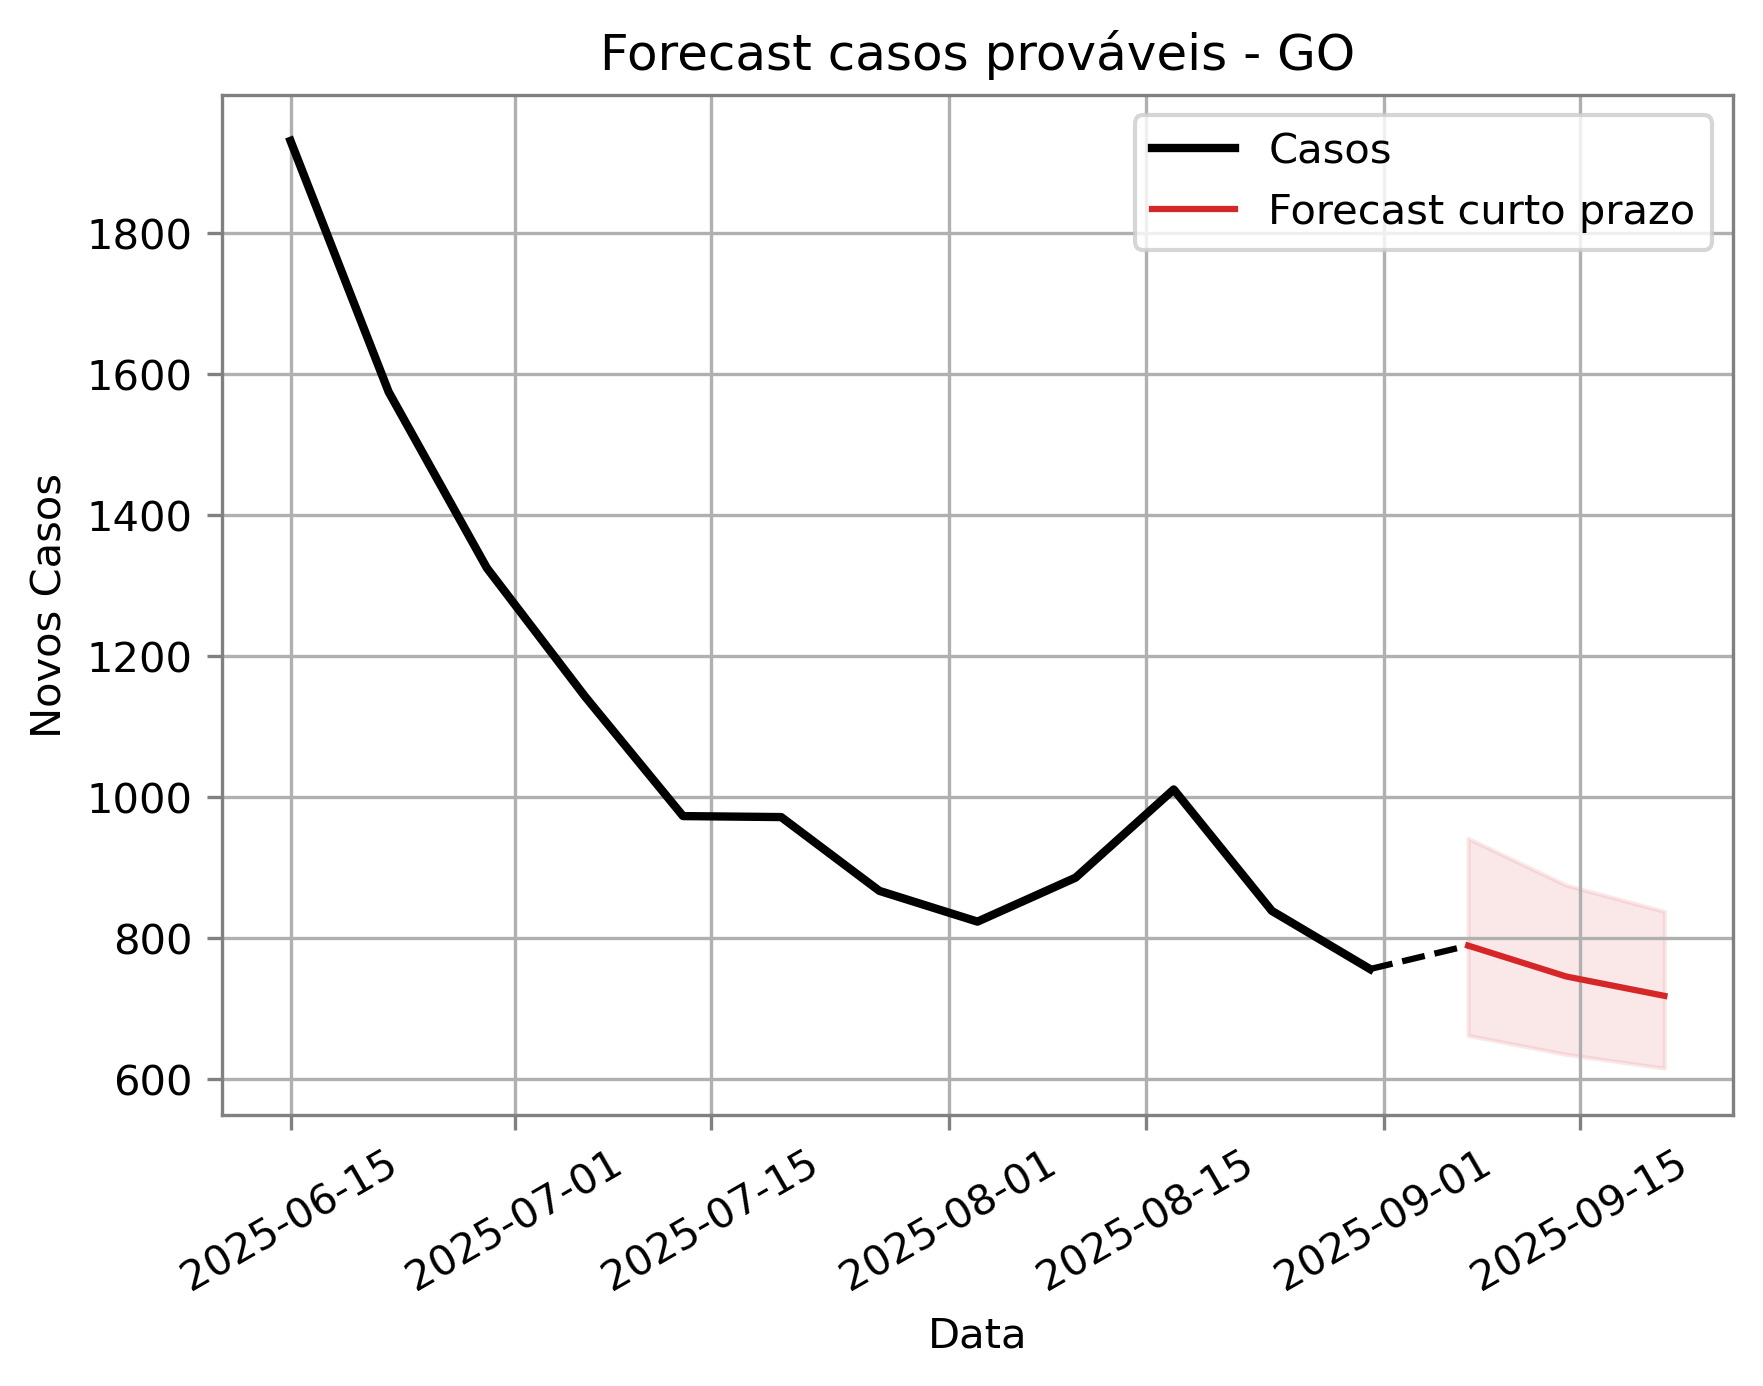 Forecast casos prováveis - GO
Casos
Forecast curto prazo
Novos Casos
1800
1600
1400
1200
1000
800
600
2025-06-15
2025-07-01
2025-07-15
2025-08-01
2025-08-15
2025-09-01
2025-09-15
Data